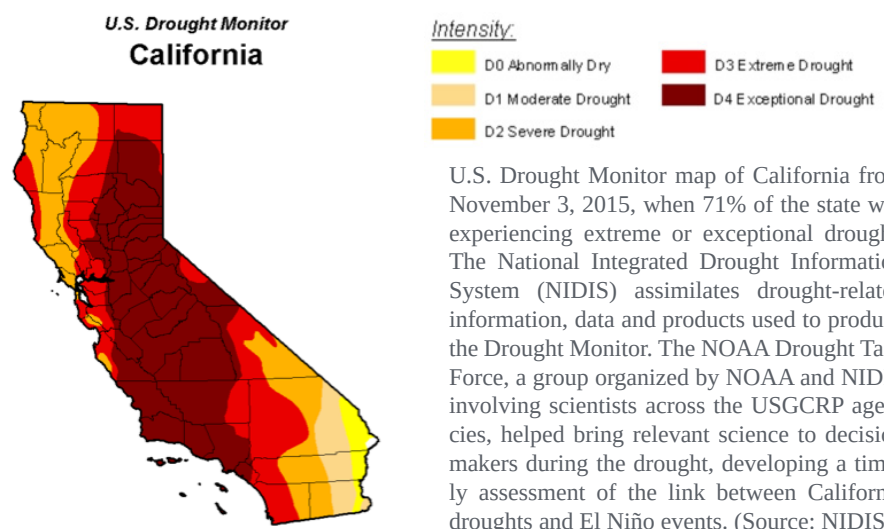 U.S. Drought Monitor
California
Intensity:
D0 Abnormally Dry
D1 Moderate Drought
D2 Severe Drought
D3 Extreme Drought
D4 Exceptional Drought
U.S. Drought Monitor map of California fro
November 3, 2015, when 71% of the state w
experiencing extreme or exceptional drough
The National Integrated Drought Informatio
System (NIDIS) assimilates drought-relate
information, data and products used to produ
the Drought Monitor. The NOAA Drought Ta
Force, a group organized by NOAA and NID
involving scientists across the USGCRP age
cies, helped bring relevant science to decisio
makers during the drought, developing a tim
ly assessment of the link between Californ
droughts and El Niño events. (Source: NIDIS